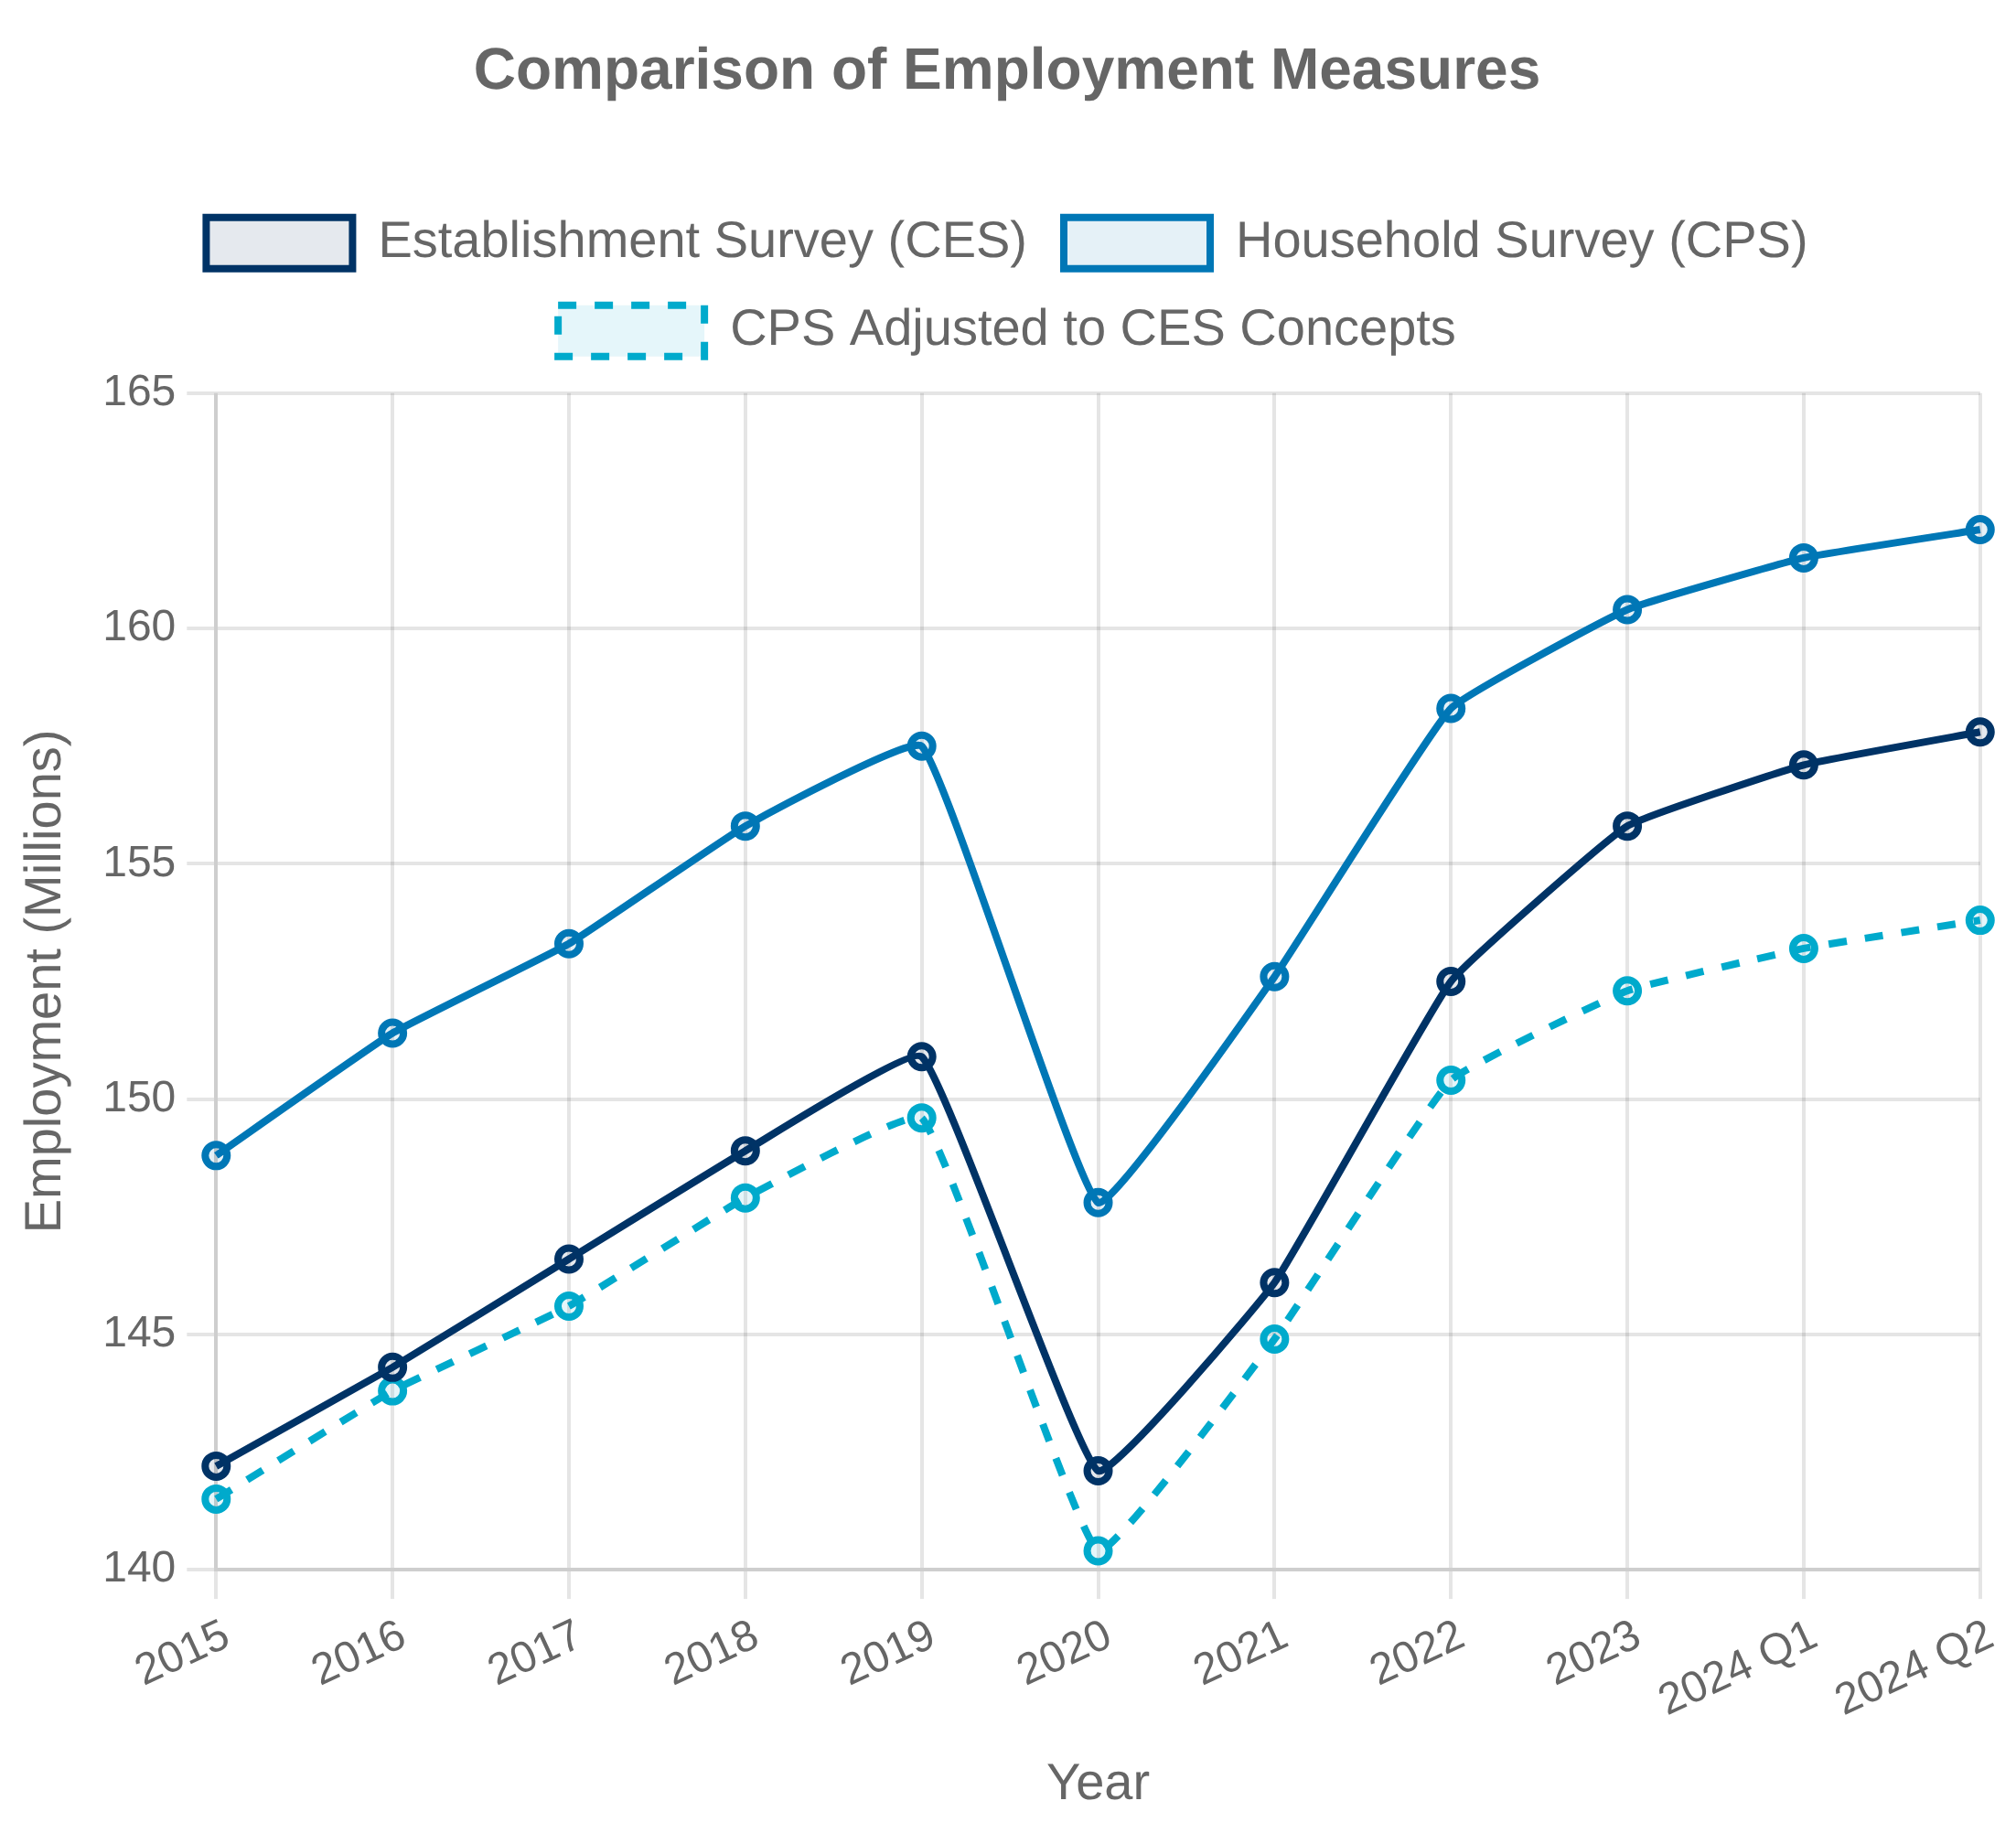 Comparison of Employment Measures
Establishment Survey (CES) Household Survey (CPS)
CPS Adjusted to CES Concepts
165
160
155
150
145
140
Employment (Millions)
2015 2016 2017 2018 2019 2020 2021 2022 2023 2024 Q1 2024 Q2
Year